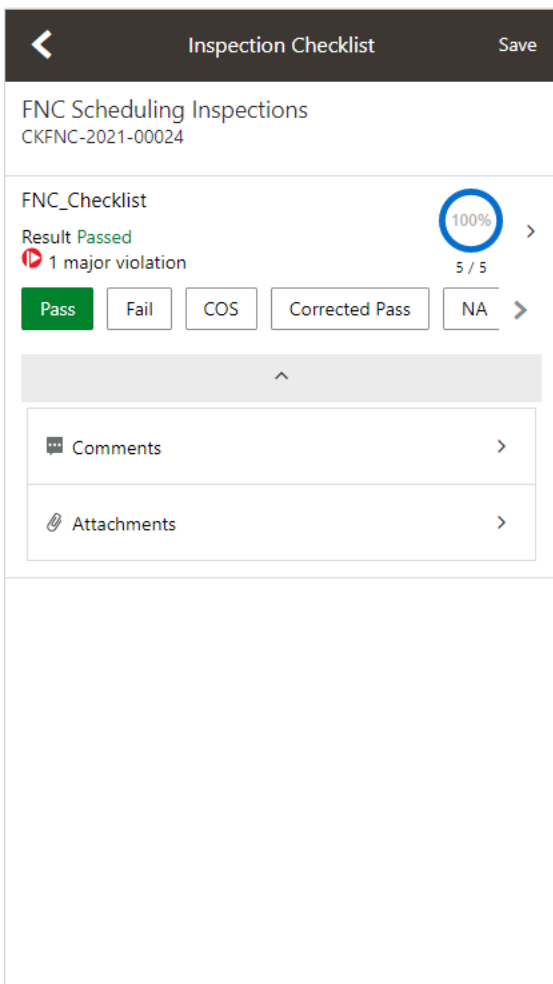 Inspection Checklist Save
FNC Scheduling Inspections
CKFNC-2021-00024
FNC_Checklist
100%
Result Passed
1 major violation
5 / 5
Pass Fail COS Corrected Pass NA
Comments
Attachments